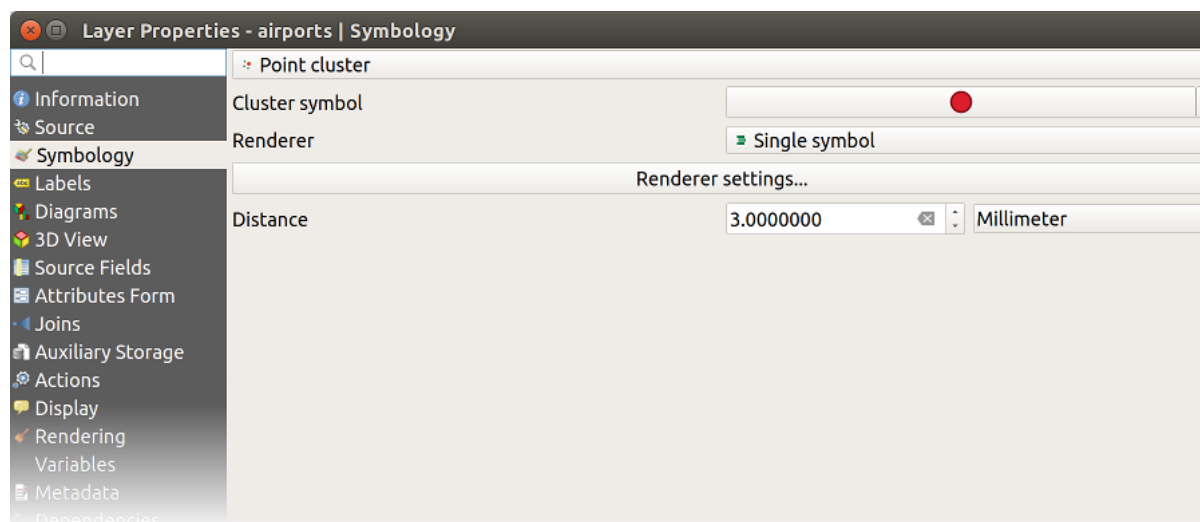 Layer Properties - airports | Symbology
Point cluster
Information
Cluster symbol
Source
Renderer
Single symbol
Symbology
Labels
Renderer settings...
Diagrams
Distance
3.0000000
Millimeter
3D View
Source Fields
Attributes Form
Joins
Auxiliary Storage
Actions
Display
Rendering
Variables
Metadata
Dependencies